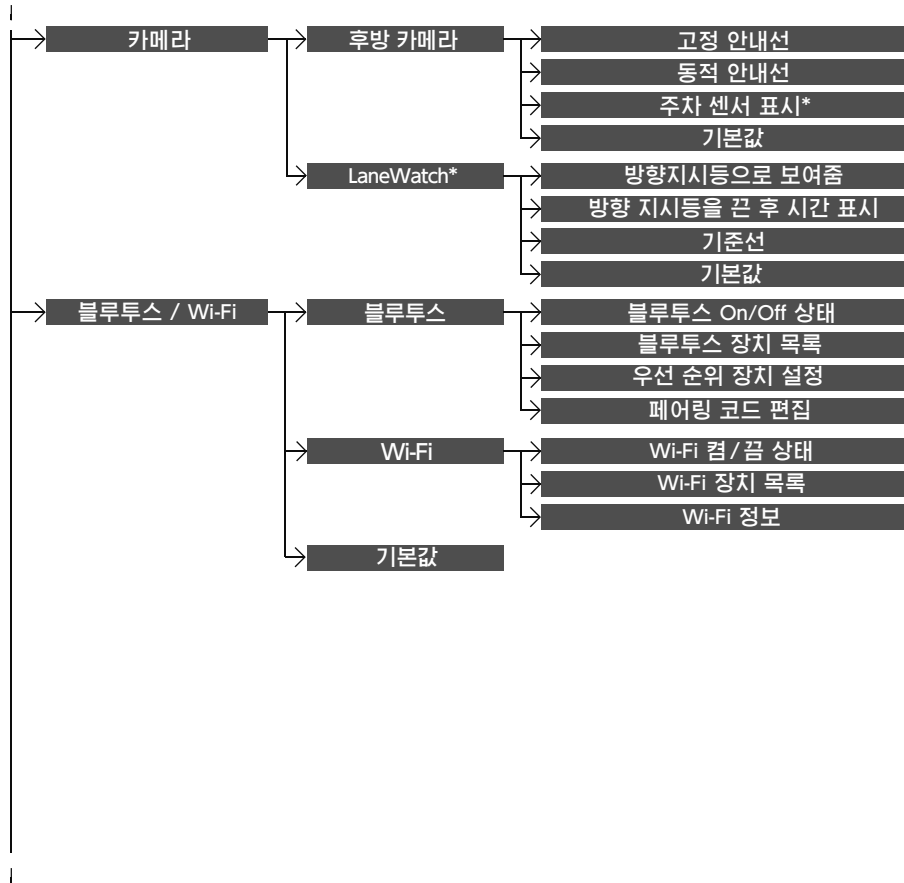 카메라
후방 카메라
고정 안내선
동적 안내선
주차 센서 표시*
기본값
LaneWatch*
방향지시등으로 보여줌
방향 지시등을 끈 후 시간 표시
기준선
기본값
블루투스 / Wi-Fi
블루투스
블루투스 On/Off 상태
블루투스 장치 목록
우선 순위 장치 설정
페어링 코드 편집
Wi-Fi
Wi-Fi 켬/끔 상태
Wi-Fi 장치 목록
Wi-Fi 정보
기본값